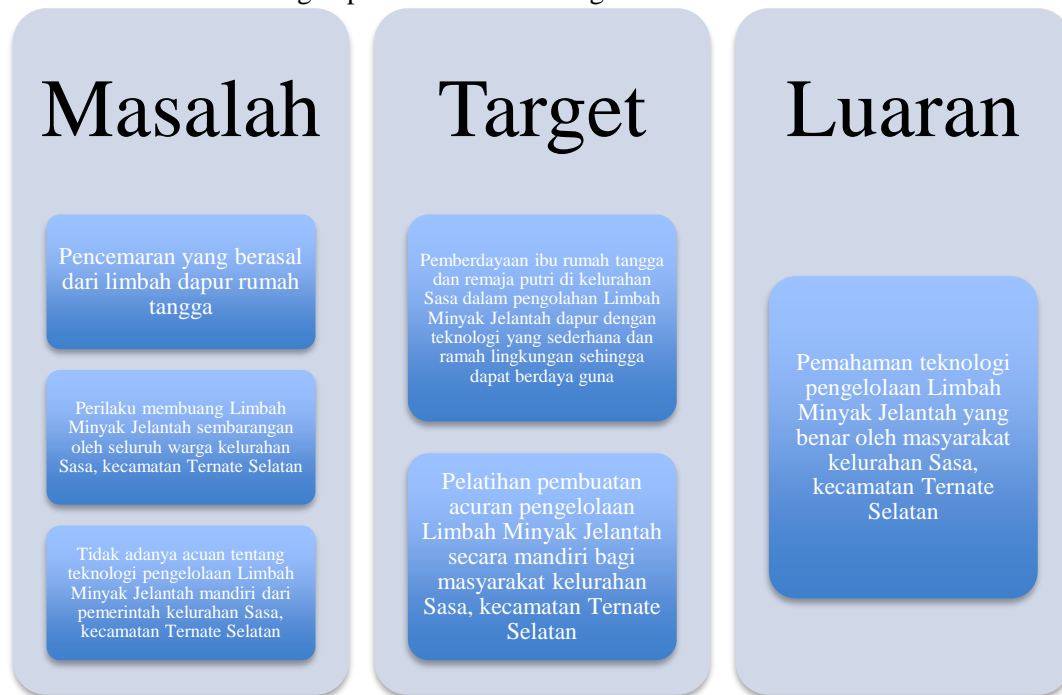 Masalah
Pencemaran yang berasal
dari limbah dapur rumah
tangga
Perilaku membuang Limbah
Minyak Jelantah sembarangan
oleh seluruh warga kelurahan
Sasa, kecamatan Ternate Selatan
Tidak adanya acuan tentang
teknologi pengelolaan Limbah
Minyak Jelantah mandiri dari
pemerintah kelurahan Sasa,
kecamatan Ternate Selatan
Target
Pemberdayaan ibu rumah tangga
dan remaja putri di kelurahan
Sasa dalam pengolahan Limbah
Minyak Jelantah dapur dengan
teknologi yang sederhana dan
ramah lingkungan sehingga
dapat berdaya guna
Pelatihan pembuatan
acuran pengelolaan
Limbah Minyak Jelantah
secara mandiri bagi
masyarakat kelurahan
Sasa, kecamatan Ternate
Selatan
Luaran
Pemahaman teknologi
pengelolaan Limbah
Minyak Jelantah yang
benar oleh masyarakat
kelurahan Sasa,
kecamatan Ternate
Selatan